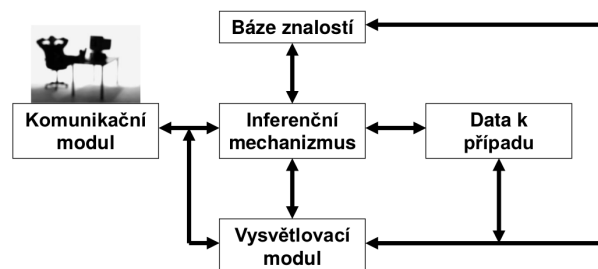 Báze znalostí
Komunikační
modul
Inferenční
mechanizmus
Data k
případu
Vysvětlovací
modul